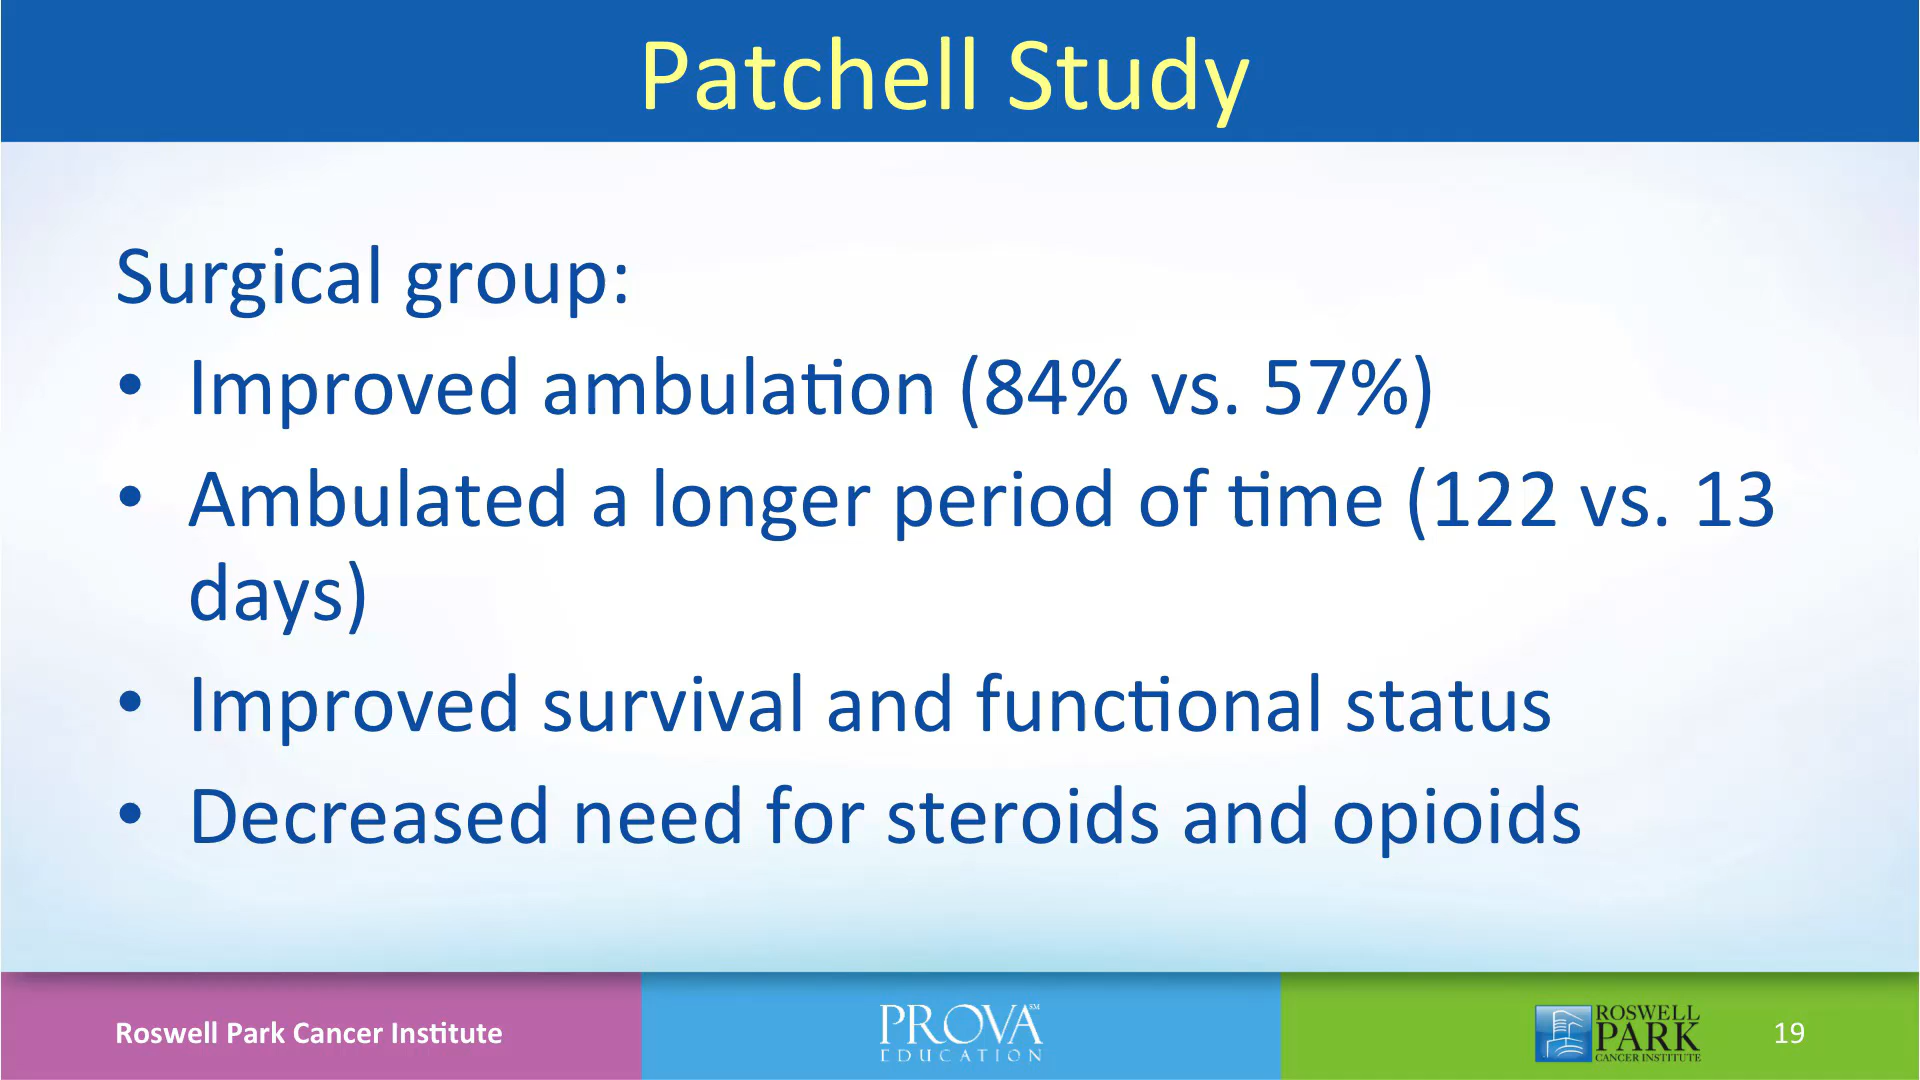 Patchell Study
Surgical group:
• Improved ambulation (84% vs. 57%)
• Ambulated a longer period of time (122 vs. 13
days)
• Improved survival and functional status
• Decreased need for steroids and opioids
Roswell Park Cancer Institute
PROVA℠
EDUCATION
ROSWELL
PARK
CANCER INSTITUTE
19